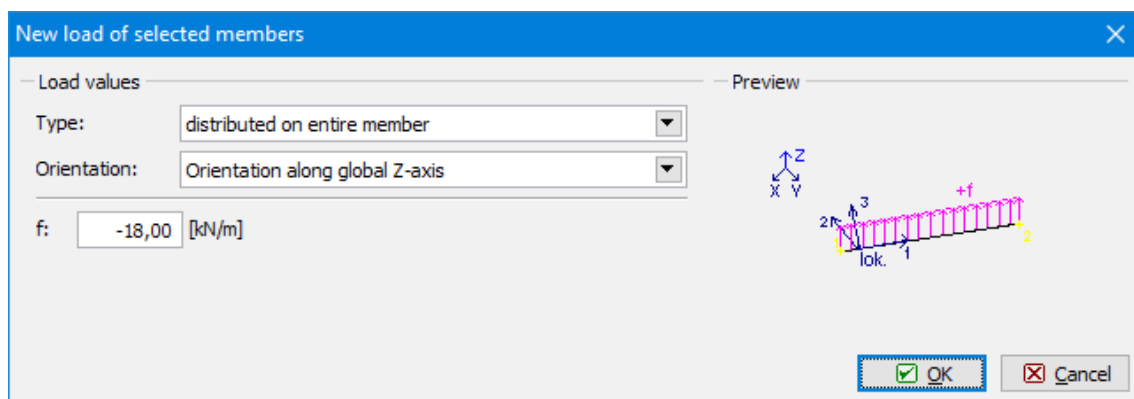 New load of selected members
Load values
Type: distributed on entire member
Orientation: Orientation along global Z-axis
f: -18,00 [kN/m]
Preview
Z
X Y
+f
3
2
1
lok.
2
OK Cancel